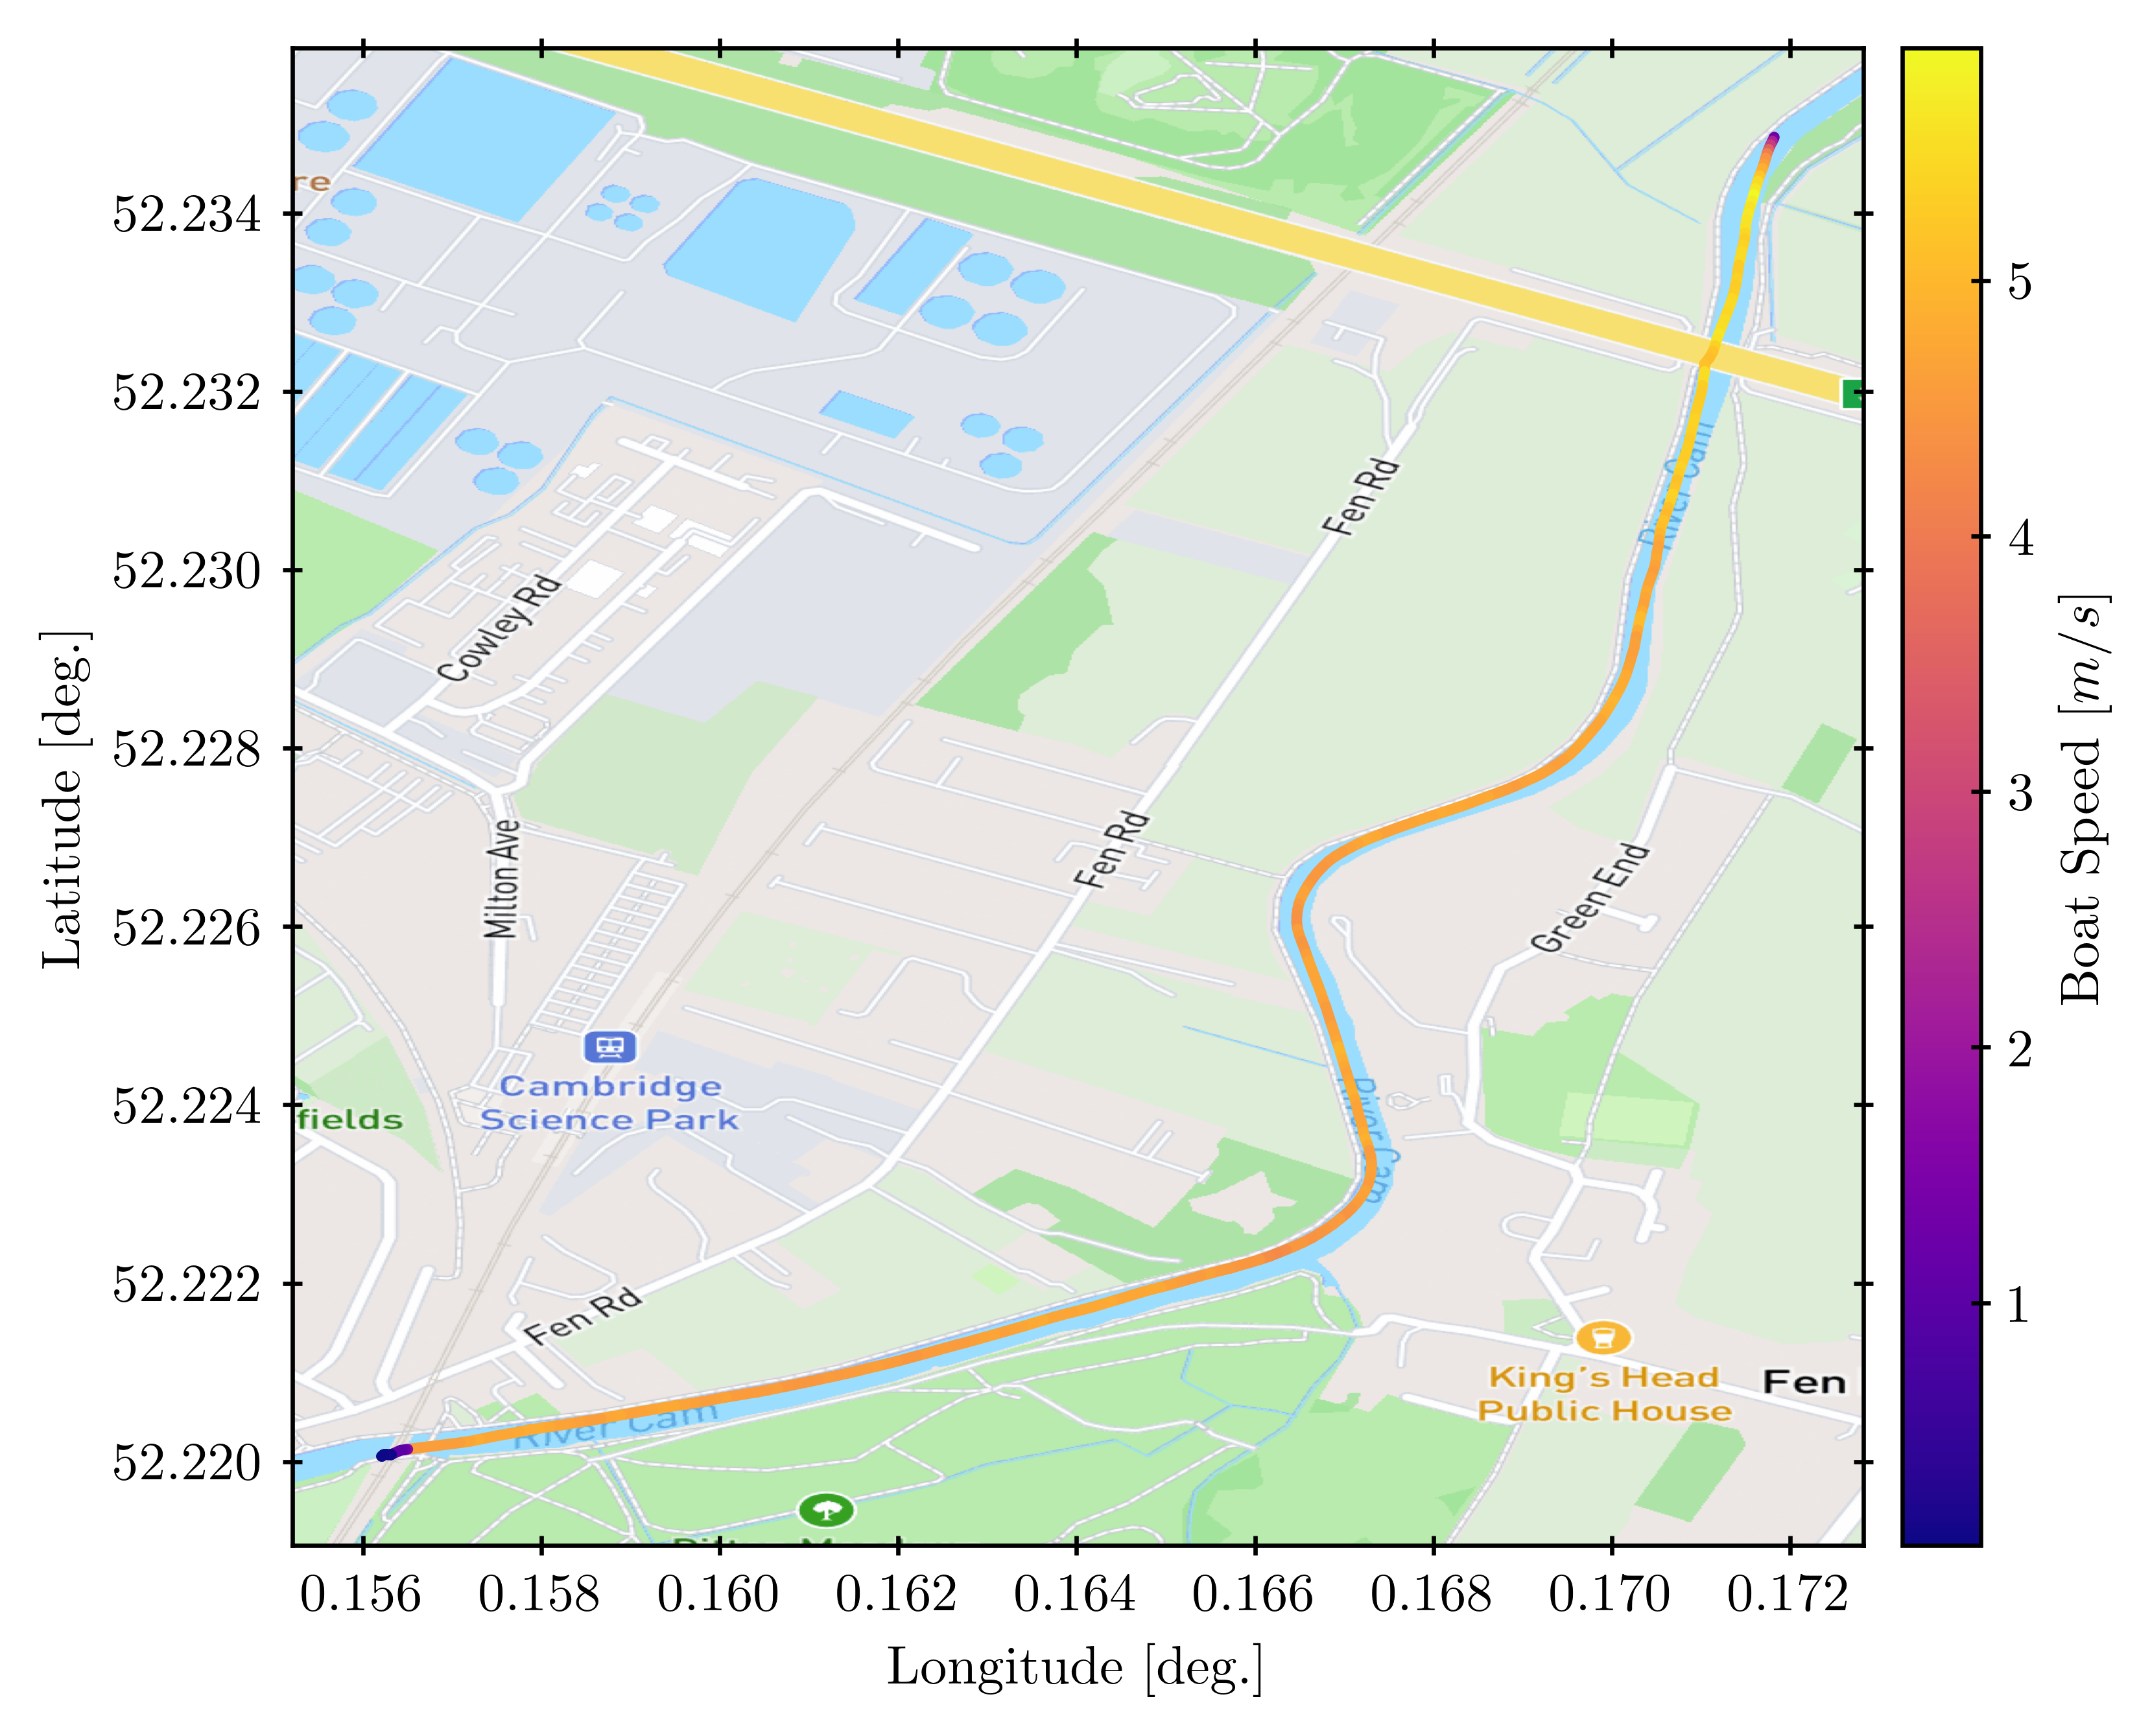 52.234
52.232
52.230
52.228
52.226
52.224
52.222
52.220
Latitude [deg.]
0.156
0.158
0.160
0.162
0.164
0.166
0.168
0.170
0.172
Longitude [deg.]
5
4
3
2
1
Boat Speed [m/s]
re
Cowley Rd
Milton Ave
Fen Rd
Fen Rd
Fen Rd
River Cam
River Cam
River Cam
Green End
Cambridge
Science Park
fields
King's Head
Public House
Fen